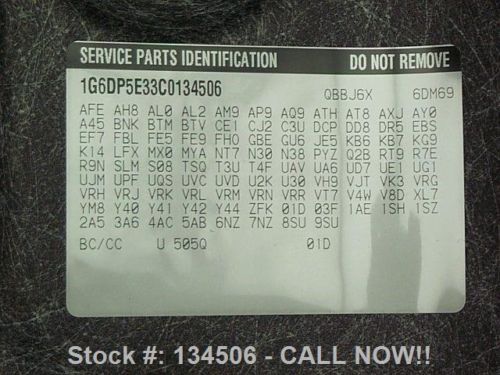 SERVICE PARTS IDENTIFICATION DO NOT REMOVE
1G6DP5E33C0134506 QBBJ6X 6DM69
AFE AH8 AL0 AL2 AM9 AP9 AQ9 ATH AT8 AXJ AY0
A45 BNK BTM BTV CE1 CJ2 C3U DCP DD8 DR5 EBS
EF7 FBL FE5 FE9 FHO QBE GU6 JE5 KB6 KB7 KG9
K14 LFX MX0 MYA NT7 N30 N38 PYZ Q2B RT9 R7E
R9N SLM S08 TSQ T3U T4F UAV UA6 UD7 UE1 UG1
UJM UPF UQS UVC UVD U2K U30 VH9 VJT VK3 VRG
VRH VRJ VRK VRL VRM VRN VRR VT7 V4W V8D XL7
YM8 Y40 Y41 Y42 Y44 ZFK 01D 03F 1AE 1SH 1SZ
2A5 3A6 4AC 5AB 6NZ 7NZ 8SU 9SU
BC/CC U 505Q 01D
Stock #: 134506 - CALL NOW!!